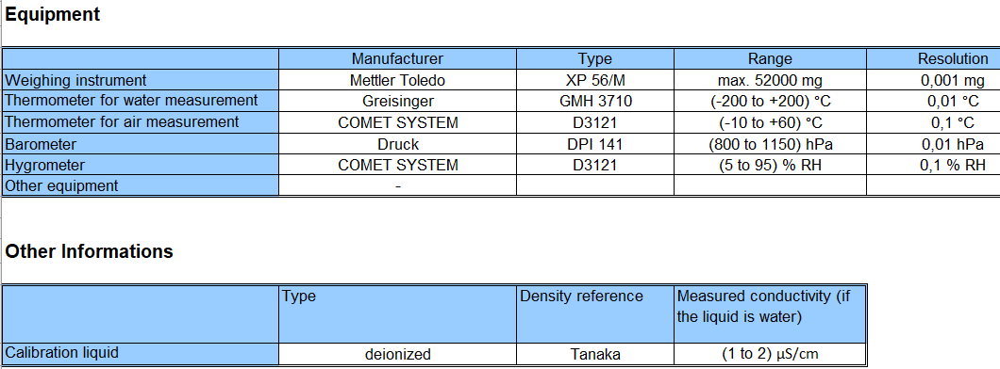 Equipment
Manufacturer Type Range Resolution
Weighing instrument Mettler Toledo XP 56/M max. 52000 mg 0,001 mg
Thermometer for water measurement Greisinger GMH 3710 (-200 to +200) °C 0,01 °C
Thermometer for air measurement COMET SYSTEM D3121 (-10 to +60) °C 0,1 °C
Barometer Druck DPI 141 (800 to 1150) hPa 0,01 hPa
Hygrometer COMET SYSTEM D3121 (5 to 95) % RH 0,1 % RH
Other equipment -
Other Informations
Type Density reference Measured conductivity (if
the liquid is water)
Calibration liquid deionized Tanaka (1 to 2) µS/cm